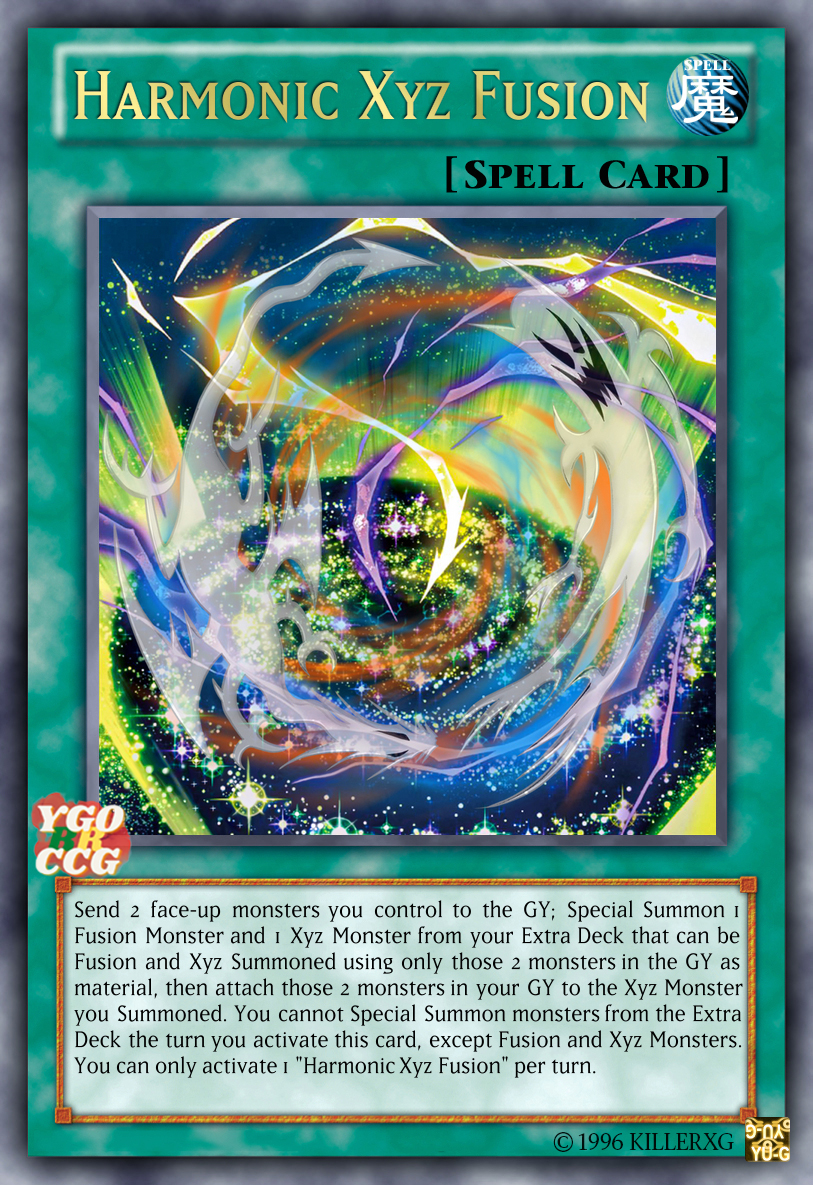 HARMONIC XYZ FUSION
SPELL
魔
[SPELL CARD]
YGO
CCG
Send 2 face-up monsters you control to the GY; Special Summon 1
Fusion Monster and 1 Xyz Monster from your Extra Deck that can be
Fusion and Xyz Summoned using only those 2 monsters in the GY as
material, then attach those 2 monsters in your GY to the Xyz Monster
you Summoned. You cannot Special Summon monsters from the Extra
Deck the turn you activate this card, except Fusion and Xyz Monsters.
You can only activate 1 "Harmonic Xyz Fusion" per turn.
© 1996 KILLERXG